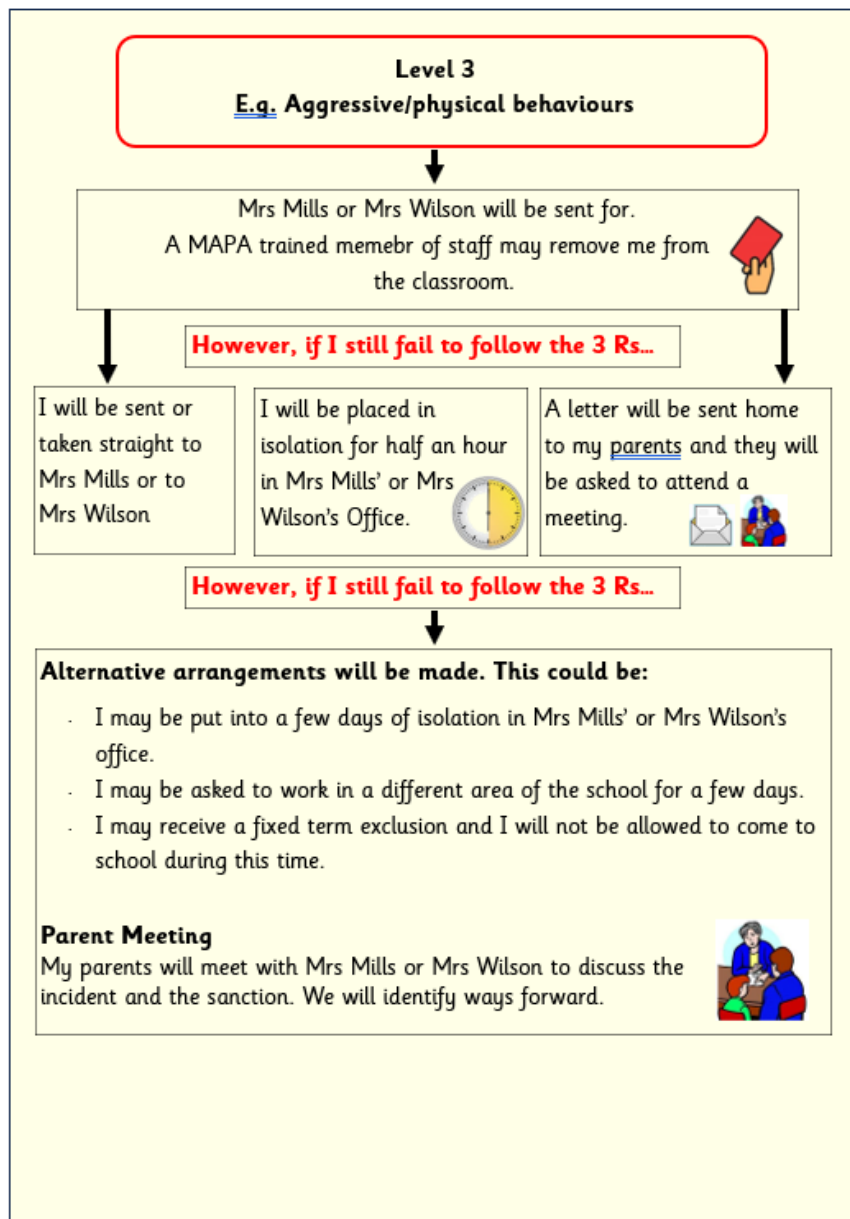 Level 3
E.g. Aggressive/physical behaviours
Mrs Mills or Mrs Wilson will be sent for.
A MAPA trained memebr of staff may remove me from
the classroom.
However, if I still fail to follow the 3 Rs...
I will be sent or
taken straight to
Mrs Mills or to
Mrs Wilson
I will be placed in
isolation for half an hour
in Mrs Mills' or Mrs
Wilson's Office.
A letter will be sent home
to my parents and they will
be asked to attend a
meeting.
However, if I still fail to follow the 3 Rs...
Alternative arrangements will be made. This could be:
· I may be put into a few days of isolation in Mrs Mills' or Mrs Wilson's
office.
· I may be asked to work in a different area of the school for a few days.
· I may receive a fixed term exclusion and I will not be allowed to come to
school during this time.
Parent Meeting
My parents will meet with Mrs Mills or Mrs Wilson to discuss the
incident and the sanction. We will identify ways forward.